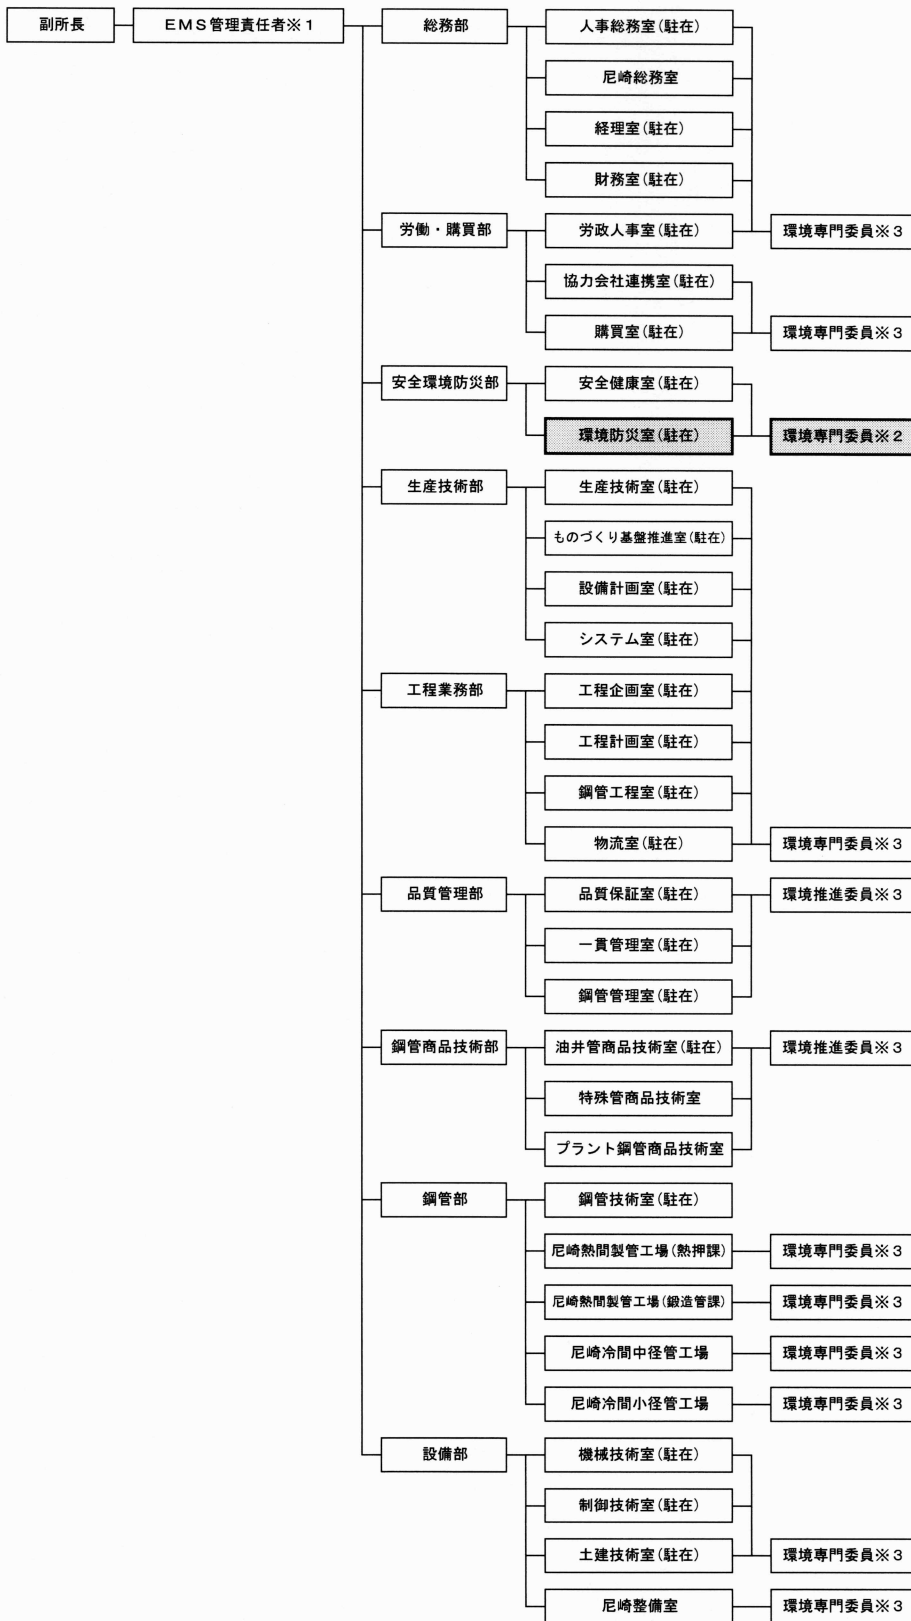 副所長
EMS管理責任者※1
総務部
人事総務室(駐在)
尼崎総務室
経理室(駐在)
財務室(駐在)
労働・購買部
労政人事室(駐在)
環境専門委員※3
協力会社連携室(駐在)
購買室(駐在)
環境専門委員※3
安全環境防災部
安全健康室(駐在)
環境防災室(駐在)
環境専門委員※2
生産技術部
生産技術室(駐在)
ものづくり基盤推進室(駐在)
設備計画室(駐在)
システム室(駐在)
工程業務部
工程企画室(駐在)
工程計画室(駐在)
鋼管工程室(駐在)
物流室(駐在)
環境専門委員※3
品質管理部
品質保証室(駐在)
環境推進委員※3
一貫管理室(駐在)
鋼管管理室(駐在)
鋼管商品技術部
油井管商品技術室(駐在)
環境推進委員※3
特殊管商品技術室
プラント鋼管商品技術室
鋼管部
鋼管技術室(駐在)
尼崎熱間製管工場(熱押課)
環境専門委員※3
尼崎熱間製管工場(鍛造管課)
環境専門委員※3
尼崎冷間中径管工場
環境専門委員※3
尼崎冷間小径管工場
環境専門委員※3
設備部
機械技術室(駐在)
制御技術室(駐在)
土建技術室(駐在)
環境専門委員※3
尼崎整備室
環境専門委員※3